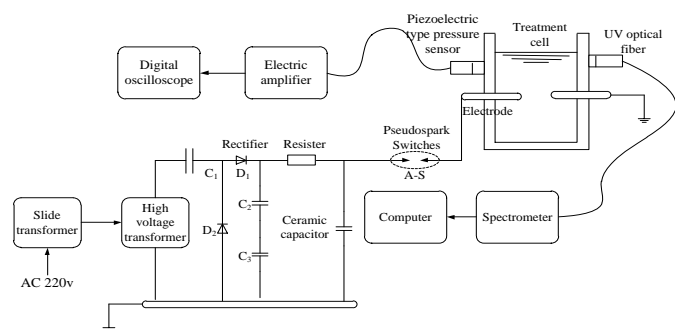 Piezoelectric
type pressure
sensor
Treatment
cell
UV optical
fiber
Digital
oscilloscope
Electric
amplifier
Electrode
Rectifier
Resister
Pseudospark
Switches
A-S
C1
D1
Slide
transformer
High
voltage
transformer
C2
D2
C3
Ceramic
capacitor
Computer
Spectrometer
AC 220v